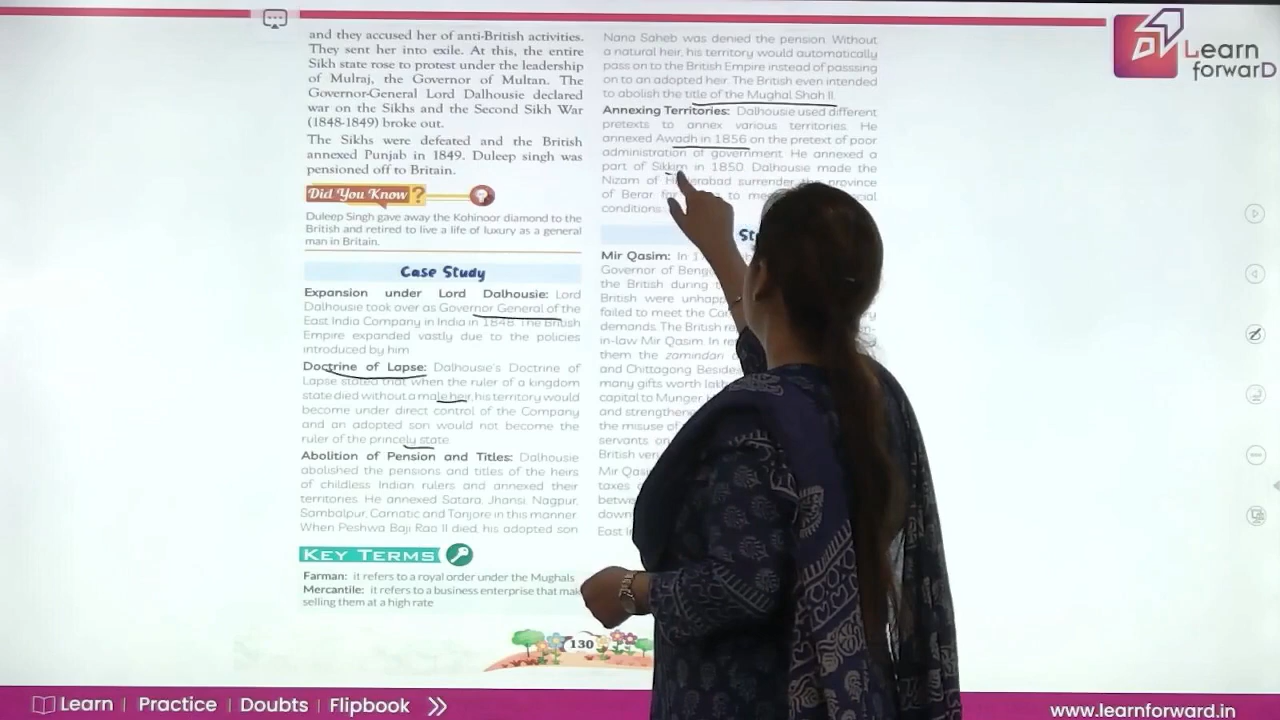 and they accused her of anti-British activities.
They sent her into exile. At this, the entire
Sikh state rose to protest under the leadership
of Mulraj, the Governor of Multan. The
Governor-General Lord Dalhousie declared
war on the Sikhs and the Second Sikh War
(1848-1849) broke out.
The Sikhs were defeated and the British
annexed Punjab in 1849. Duleep singh was
pensioned off to Britain.
Did You Know ?
Duleep Singh gave away the Kohinoor diamond to the
British and retired to live a life of luxury as a general
man in Britain.
Case Study
Expansion under Lord Dalhousie: Lord
Dalhousie took over as Governor General of the
East India Company in India in 1848. The British
Empire expanded vastly due to the policies
introduced by him
Doctrine of Lapse: Dalhousie's Doctrine of
Lapse stated that when the ruler of a kingdom
state died without a male heir, his territory would
become under direct control of the Company
and an adopted son would not become the
ruler of the princely state
Abolition of Pension and Titles: Dalhousie
abolished the pensions and titles of the heirs
of childless Indian rulers and annexed their
territories. He annexed Satara, Jhansi, Nagpur,
Sambalpur, Carnatic and Tanjore in this manner
When Peshwa Baji Rao II died, his adopted son
KEY TERMS
Farman: it refers to a royal order under the Mughals
Mercantile: it refers to a business enterprise that
selling them at a high rate
130
Nana Saheb was denied the pension. Without
a natural heir, his territory would automatically
pass on to the British Empire instead of passsing
on to an adopted heir. The British even intended
to abolish the title of the Mughal Shah II.
Annexing Territories: Dalhousie used different
pretexts to annex various territories. He
annexed Awadh in 1856 on the pretext of poor
administration of government. He annexed a
part of Sikkim in 1850. Dalhousie made the
Nizam of surrender the province
of Berar to
conditions
Mir Qasim: In
Governor of
the British during
British were
failed to meet the
demands. The British
in-law Mir Qasim. In
them the zamindari
and Chittagong
many gifts worth
capital to Munger
and
the misuse of
servants on
British
Mir
taxes
down
East
Learn
forwarD
Learn | Practice | Doubts | Flipbook
www.learnforward.in